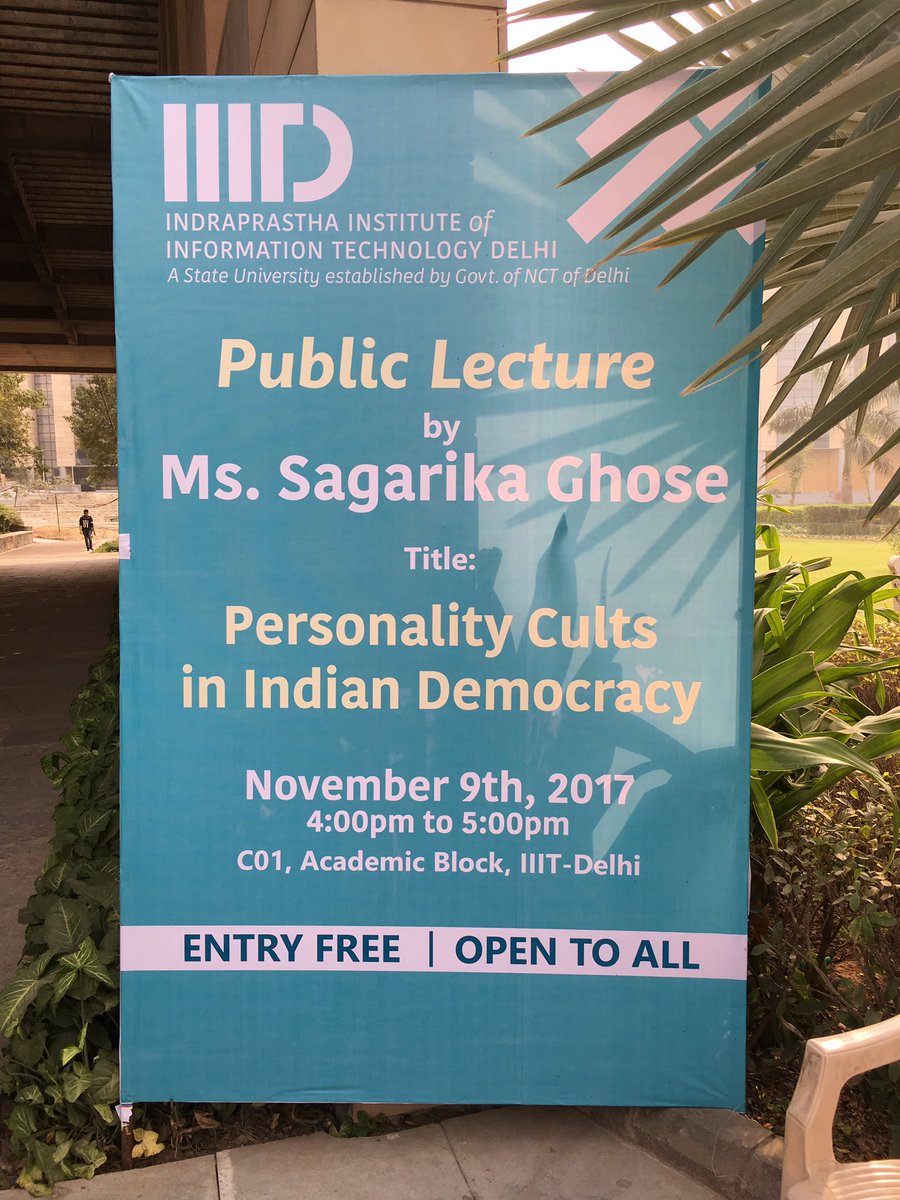 IIITD
INDRAPRASTHA INSTITUTE of
INFORMATION TECHNOLOGY DELHI
A State University established by Govt. of NCT of Delhi
Public Lecture
by
Ms. Sagarika Ghose
Title:
Personality Cults
in Indian Democracy
November 9th, 2017
4:00pm to 5:00pm
C01, Academic Block, IIIT-Delhi
ENTRY FREE | OPEN TO ALL